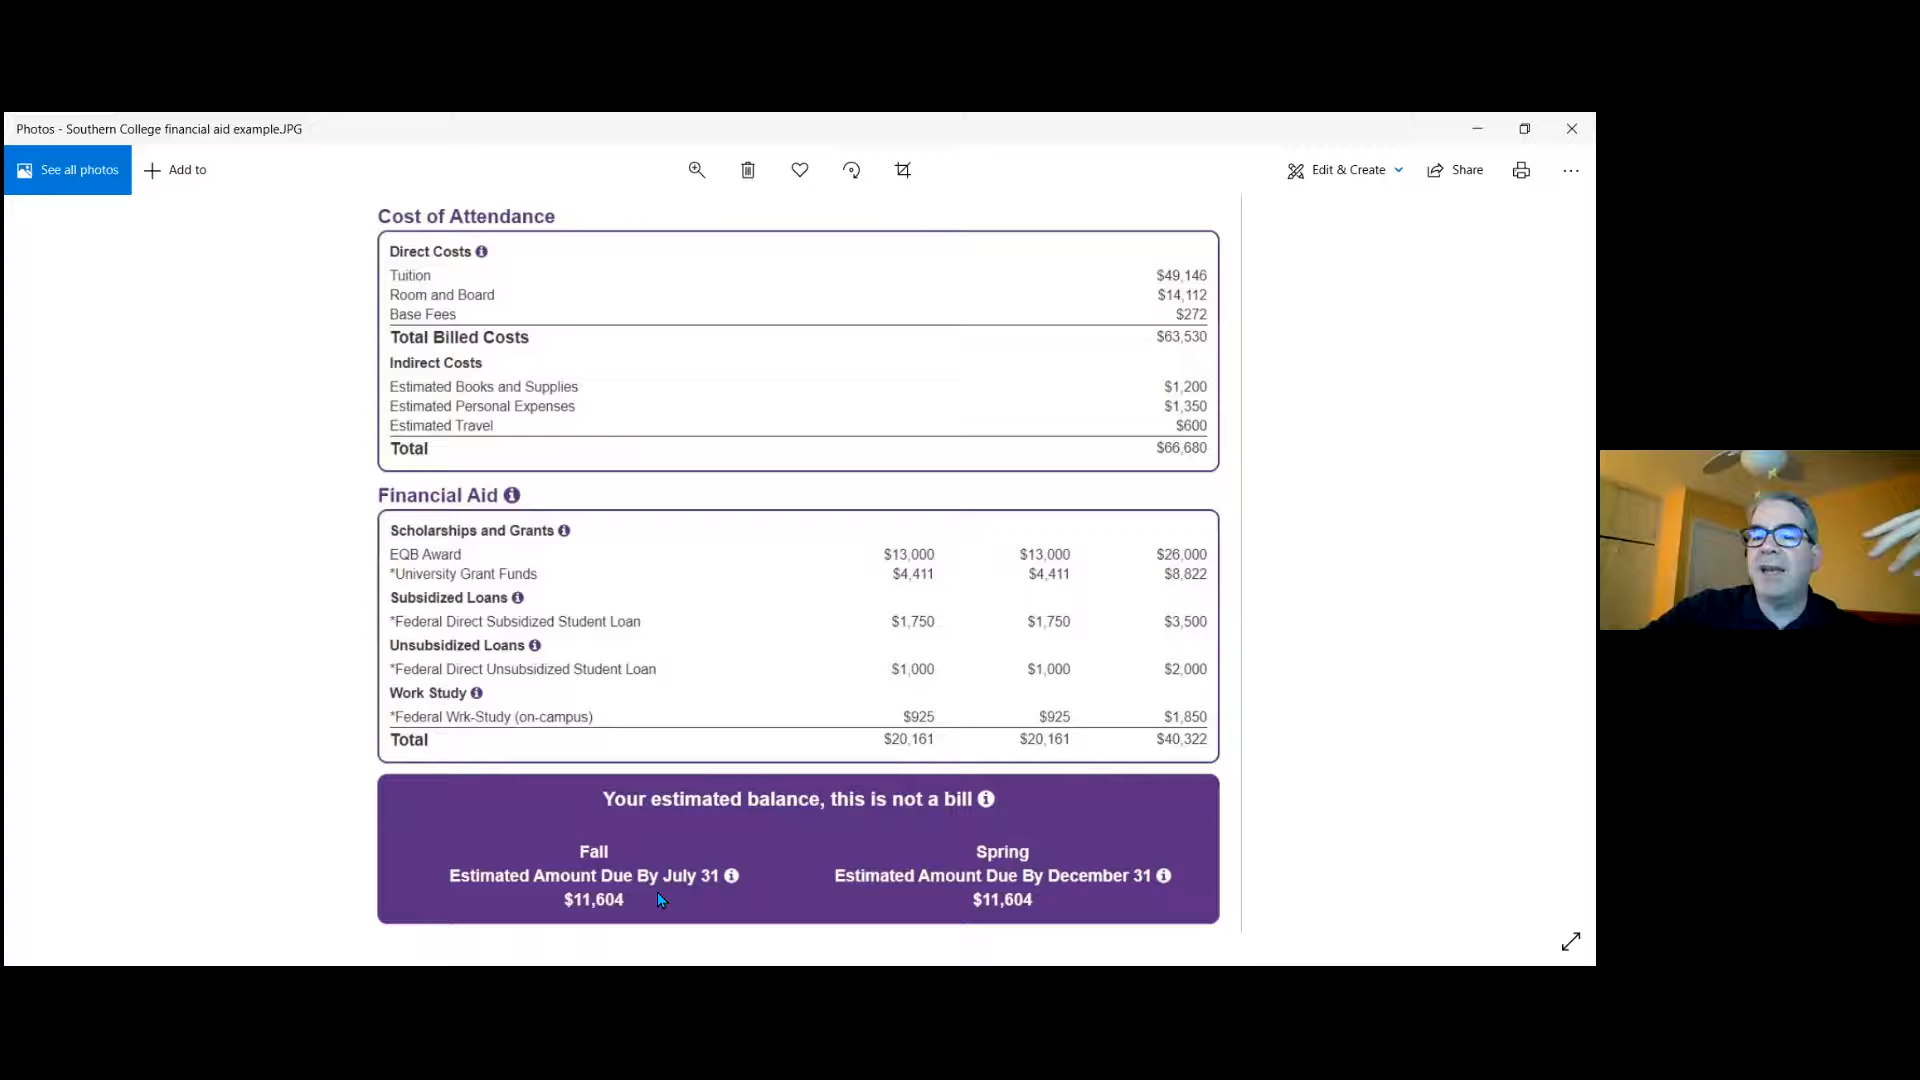 Photos - Southern College financial aid example.JPG
See all photos
Add to
Edit & Create
Share
Cost of Attendance
Direct Costs
Tuition $49,146
Room and Board $14,112
Base Fees $272
Total Billed Costs $63,530
Indirect Costs
Estimated Books and Supplies $1,200
Estimated Personal Expenses $1,350
Estimated Travel $600
Total $66,680
Financial Aid
Scholarships and Grants
EQB Award $13,000 $13,000 $26,000
*University Grant Funds $4,411 $4,411 $8,822
Subsidized Loans
*Federal Direct Subsidized Student Loan $1,750 $1,750 $3,500
Unsubsidized Loans
*Federal Direct Unsubsidized Student Loan $1,000 $1,000 $2,000
Work Study
*Federal Wrk-Study (on-campus) $925 $925 $1,850
Total $20,161 $20,161 $40,322
Your estimated balance, this is not a bill
Fall Spring
Estimated Amount Due By July 31 Estimated Amount Due By December 31
$11,604 $11,604